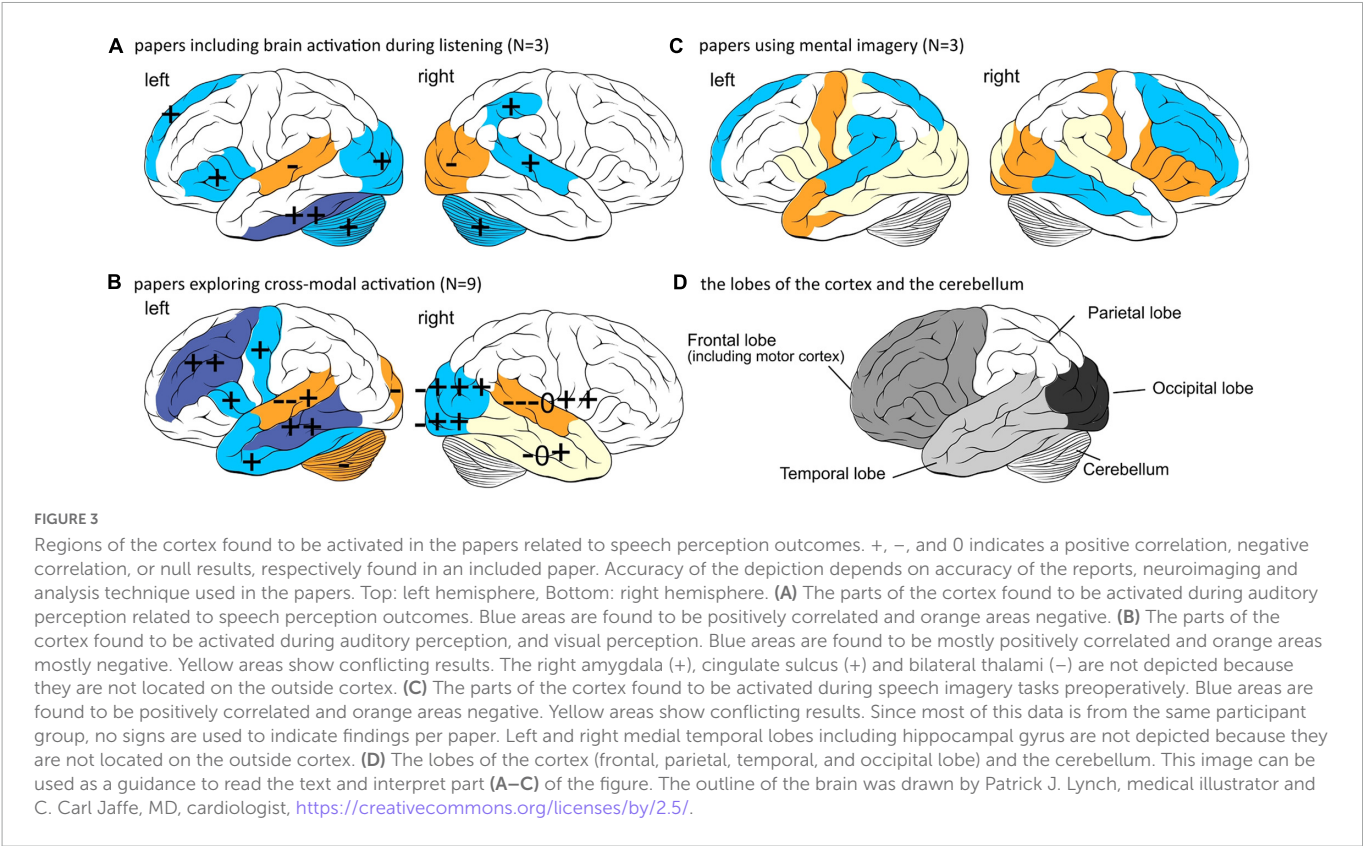 A papers including brain activation during listening (N=3)
left
right
+
+
-
+
++
+
+
+
-
+
C papers using mental imagery (N=3)
left
right
B papers exploring cross-modal activation (N=9)
left
right
++
+
+
--+
++
+
-
-
-+++
-++
---0++
-0+
D the lobes of the cortex and the cerebellum
Frontal lobe
(including motor cortex)
Parietal lobe
Occipital lobe
Temporal lobe
Cerebellum
FIGURE 3
Regions of the cortex found to be activated in the papers related to speech perception outcomes. +, −, and 0 indicates a positive correlation, negative
correlation, or null results, respectively found in an included paper. Accuracy of the depiction depends on accuracy of the reports, neuroimaging and
analysis technique used in the papers. Top: left hemisphere, Bottom: right hemisphere. (A) The parts of the cortex found to be activated during auditory
perception related to speech perception outcomes. Blue areas are found to be positively correlated and orange areas negative. (B) The parts of the
cortex found to be activated during auditory perception, and visual perception. Blue areas are found to be mostly positively correlated and orange areas
mostly negative. Yellow areas show conflicting results. The right amygdala (+), cingulate sulcus (+) and bilateral thalami (−) are not depicted because
they are not located on the outside cortex. (C) The parts of the cortex found to be activated during speech imagery tasks preoperatively. Blue areas are
found to be positively correlated and orange areas negative. Yellow areas show conflicting results. Since most of this data is from the same participant
group, no signs are used to indicate findings per paper. Left and right medial temporal lobes including hippocampal gyrus are not depicted because they
are not located on the outside cortex. (D) The lobes of the cortex (frontal, parietal, temporal, and occipital lobe) and the cerebellum. This image can be
used as a guidance to read the text and interpret part (A–C) of the figure. The outline of the brain was drawn by Patrick J. Lynch, medical illustrator and
C. Carl Jaffe, MD, cardiologist, https://creativecommons.org/licenses/by/2.5/.